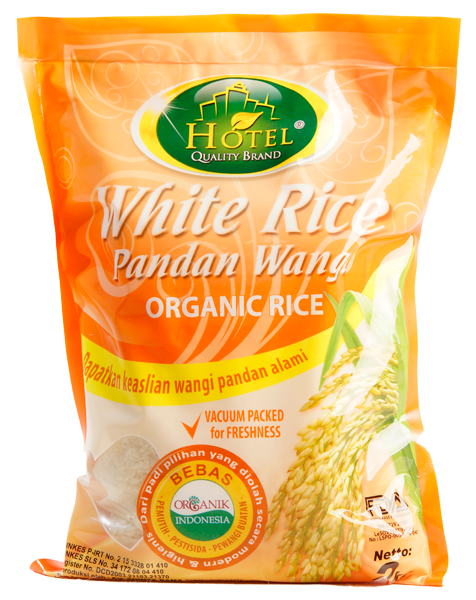 HOTEL®
QUALITY BRAND
White Rice
Pandan Wangi
ORGANIC RICE
Dapatkan keaslian wangi pandan alami
VACUUM PACKED
for FRESHNESS
Dari padi pilihan yang diolah secara modern & higienis
BEBAS
ORGANIK
INDONESIA
PEMUTIH - PESTISIDA - PEWANGI BUATAN
Netto: